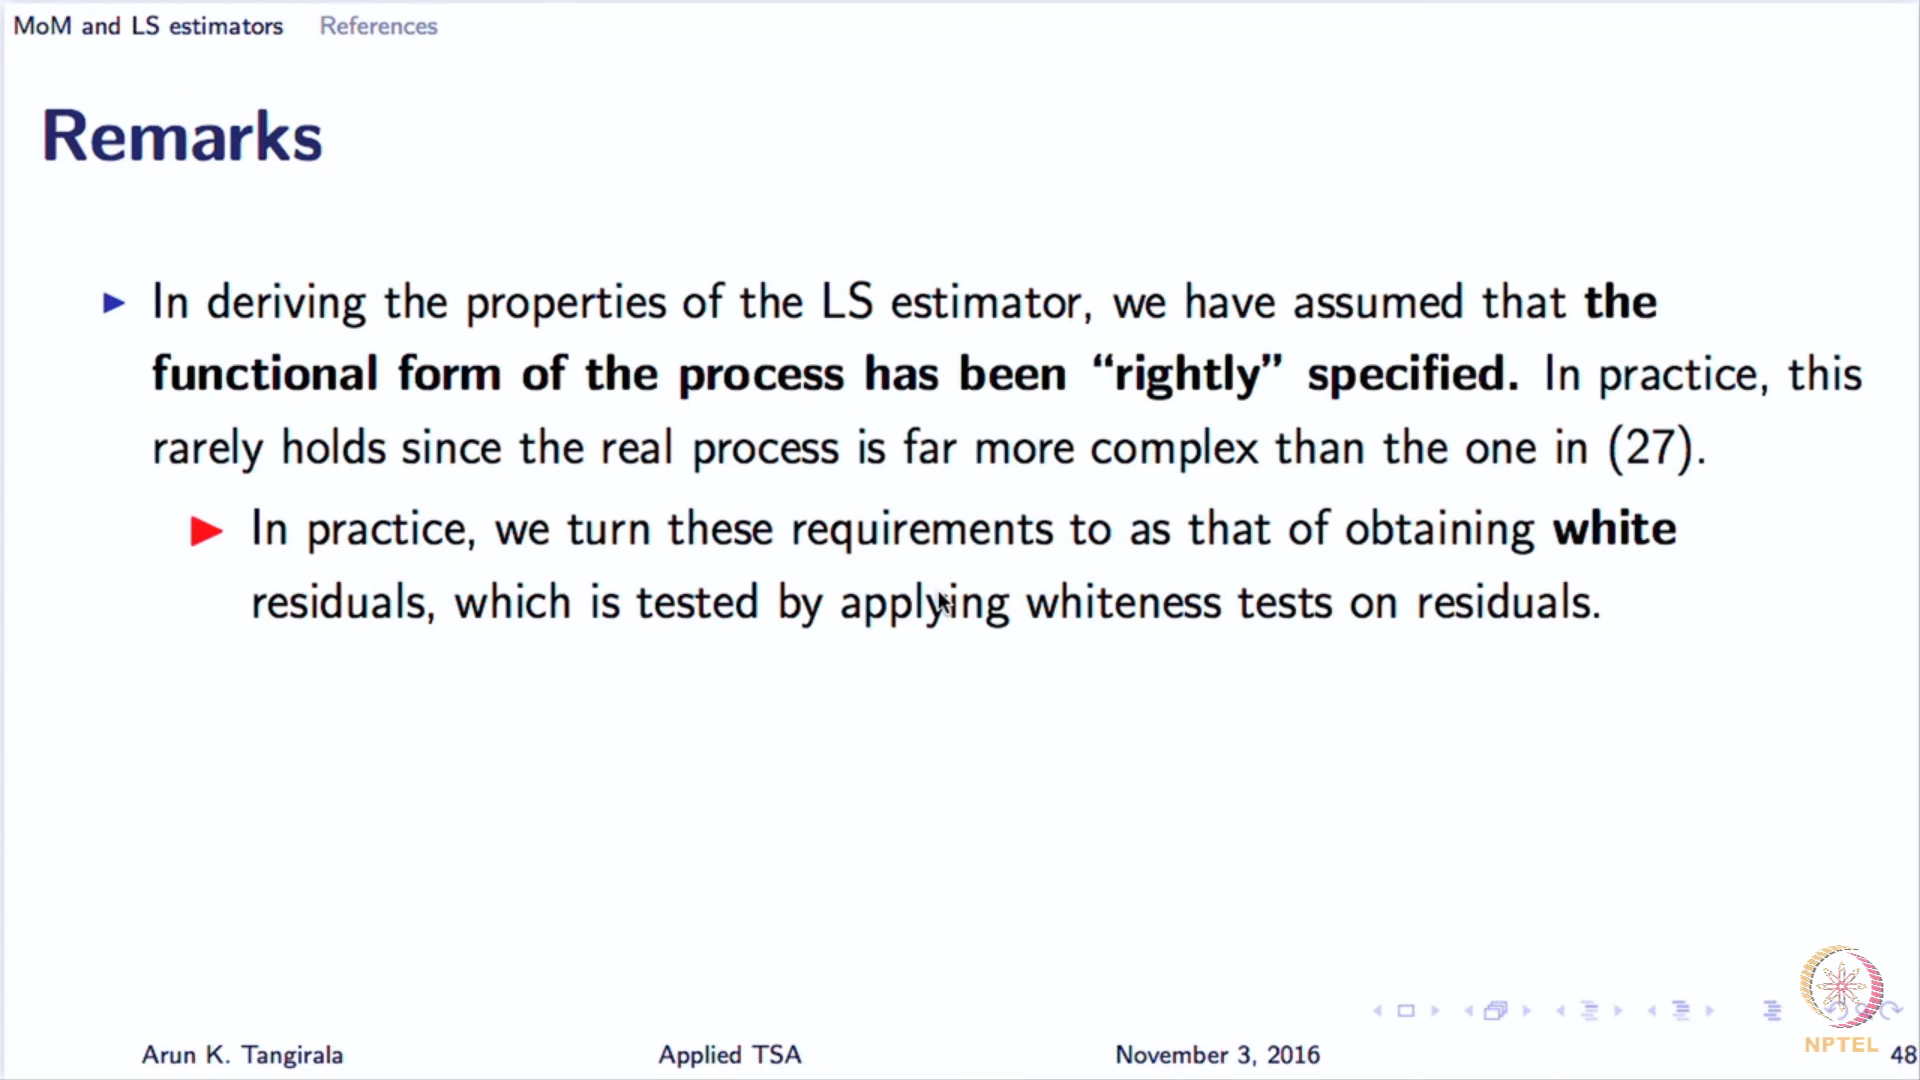 MoM and LS estimators References
Remarks
In deriving the properties of the LS estimator, we have assumed that the
functional form of the process has been “rightly” specified. In practice, this
rarely holds since the real process is far more complex than the one in (27).
In practice, we turn these requirements to as that of obtaining white
residuals, which is tested by applying whiteness tests on residuals.
NPTEL
Arun K. Tangirala Applied TSA November 3, 2016 48